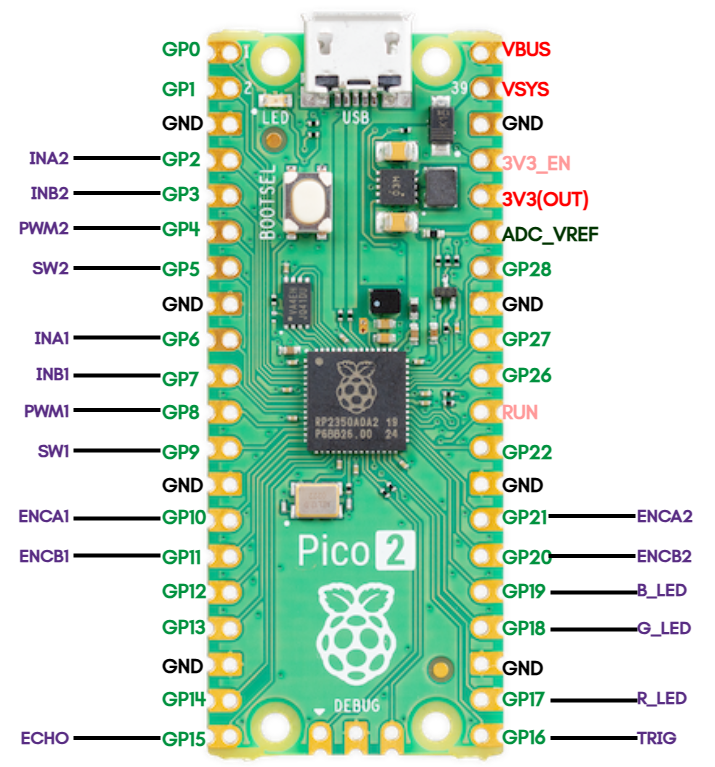 GP0 1 VBUS
GP1 2 39 VSYS
GND LED USB GND
INA2 GP2 3V3_EN
INB2 GP3 BOOTSEL 3V3(OUT)
PWM2 GP4 ADC_VREF
SW2 GP5 GP28
GND GND
INA1 GP6 GP27
INB1 GP7 GP26
PWM1 GP8 RUN
RP2350A0A2 19
P6BB26.00 24
SW1 GP9 GP22
GND GND
ENCA1 GP10 GP21 ENCA2
ENCB1 GP11 Pico 2 GP20 ENCB2
GP12 GP19 B_LED
GP13 GP18 G_LED
GND GND
GP14 DEBUG GP17 R_LED
ECHO GP15 GP16 TRIG